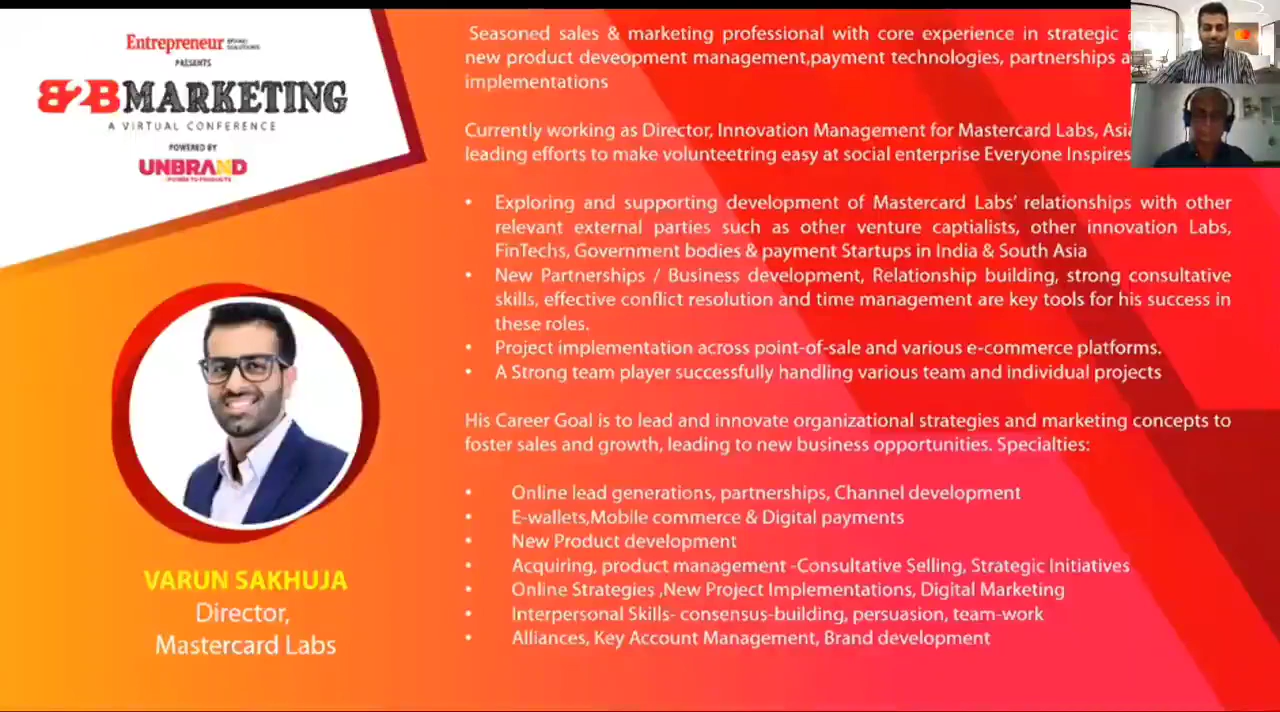 Entrepreneur
PRESENTS
B2B MARKETING
A VIRTUAL CONFERENCE
POWERED BY
UNBRAND
POWER TO PRODUCTS
VARUN SAKHUJA
Director,
Mastercard Labs
Seasoned sales & marketing professional with core experience in strategic
new product deveopment management,payment technologies, partnerships
implementations
Currently working as Director, Innovation Management for Mastercard Labs,
leading efforts to make volunteetring easy at social enterprise Everyone Inspires
• Exploring and supporting development of Mastercard Labs' relationships with other
relevant external parties such as other venture captialists, other innovation Labs,
FinTechs, Government bodies & payment Startups in India & South Asia
• New Partnerships / Business development, Relationship building, strong consultative
skills, effective conflict resolution and time management are key tools for his success in
these roles.
• Project implementation across point-of-sale and various e-commerce platforms.
• A Strong team player successfully handling various team and individual projects
His Career Goal is to lead and innovate organizational strategies and marketing concepts to
foster sales and growth, leading to new business opportunities. Specialties:
• Online lead generations, partnerships, Channel development
• E-wallets,Mobile commerce & Digital payments
• New Product development
• Acquiring, product management -Consultative Selling, Strategic Initiatives
• Online Strategies ,New Project Implementations, Digital Marketing
• Interpersonal Skills- consensus-building, persuasion, team-work
• Alliances, Key Account Management, Brand development